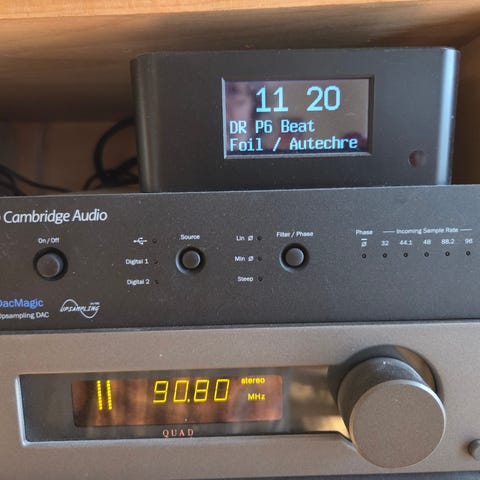 11 20
DR P6 Beat
Foil / Autechre
Cambridge Audio
On/Off
Source
Digital 1
Digital 2
Lin Ø
Min Ø
Steep
Filter/Phase
Phase
Ø
Incoming Sample Rate
32 44.1 48 88.2 96
DacMagic
Upsampling DAC
UPSAMPLING
11 90.80 stereo
MHz
QUAD